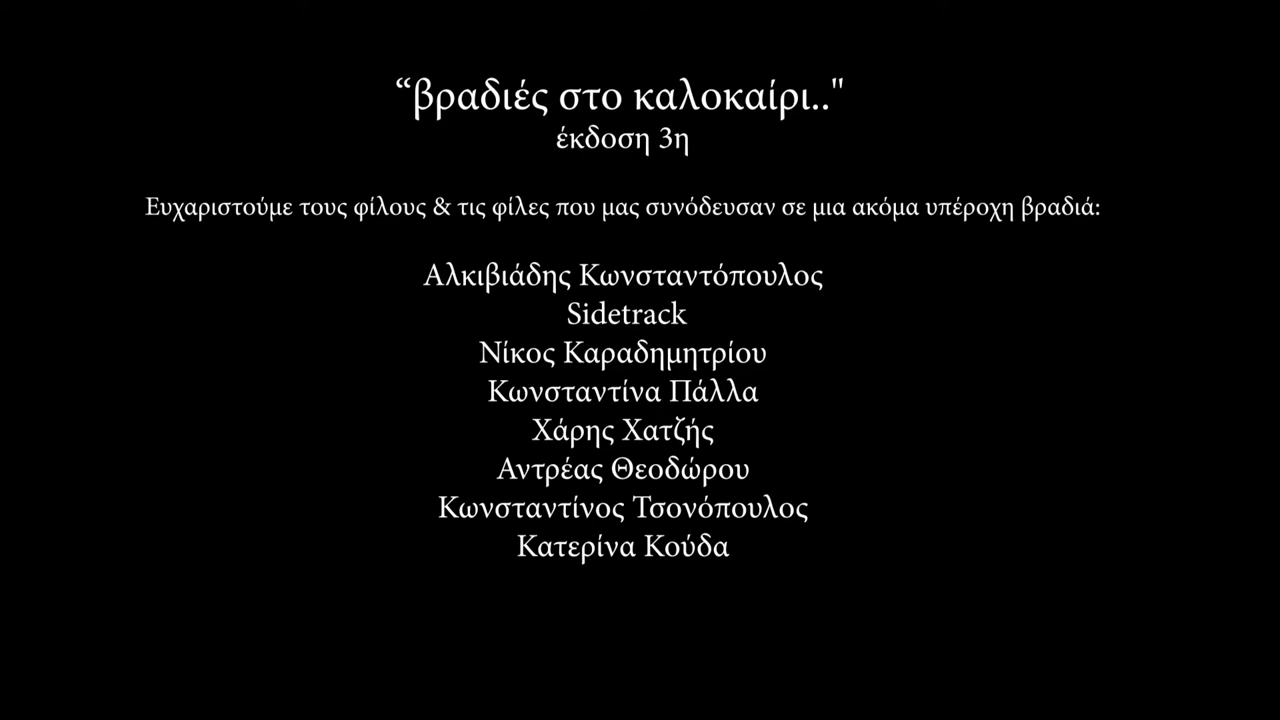 “βραδιές στο καλοκαίρι.."
έκδοση 3η
Ευχαριστούμε τους φίλους & τις φίλες που μας συνόδευσαν σε μια ακόμα υπέροχη βραδιά:
Αλκιβιάδης Κωνσταντόπουλος
Sidetrack
Νίκος Καραδημητρίου
Κωνσταντίνα Πάλλα
Χάρης Χατζής
Αντρέας Θεοδώρου
Κωνσταντίνος Τσονόπουλος
Κατερίνα Κούδα